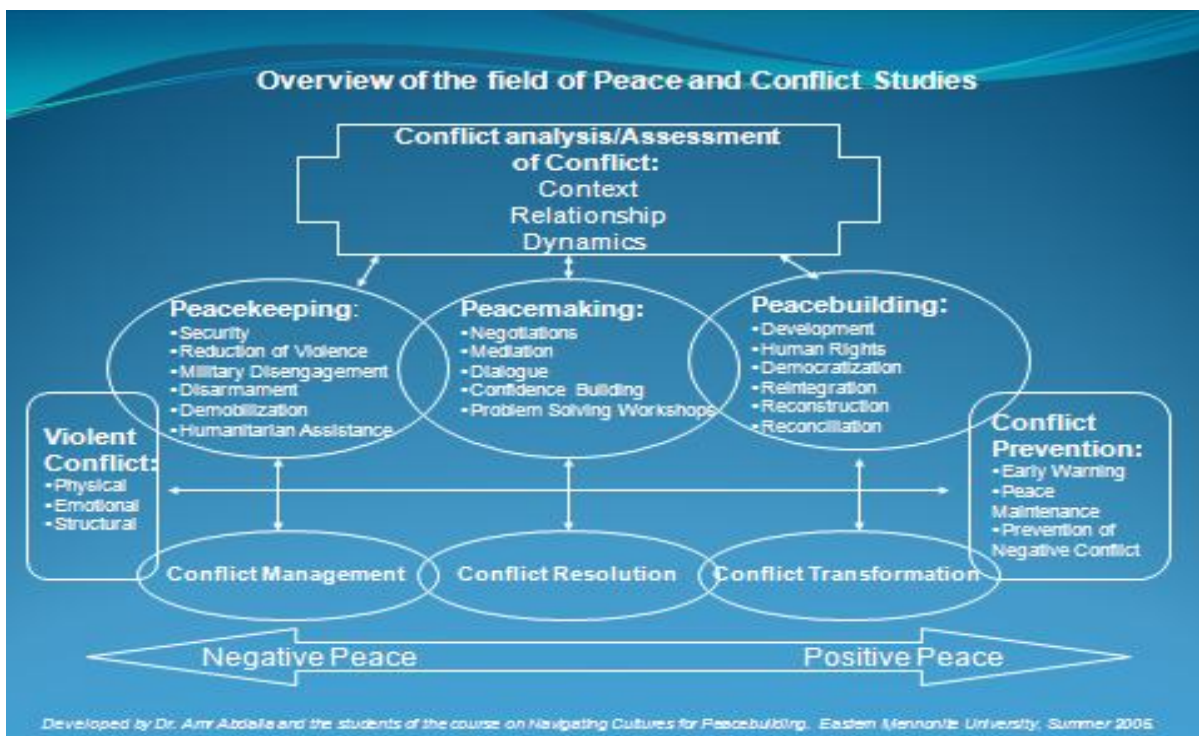 Overview of the field of Peace and Conflict Studies
Conflict analysis/Assessment
of Conflict:
Context
Relationship
Dynamics
Peacekeeping:
•Security
•Reduction of Violence
•Military Disengagement
•Disarmament
•Demobilization
•Humanitarian Assistance
Peacemaking:
•Negotiations
•Mediation
•Dialogue
•Confidence Building
•Problem Solving Workshops
Peacebuilding:
•Development
•Human Rights
•Democratization
•Reintegration
•Reconstruction
•Reconciliation
Violent
Conflict:
•Physical
•Emotional
•Structural
Conflict
Prevention:
•Early Warning
•Peace
Maintenance
•Prevention of
Negative Conflict
Conflict Management
Conflict Resolution
Conflict Transformation
Negative Peace
Positive Peace
Developed by Dr. Amr Abdalla and the students of the course on Navigating Cultures for Peacebuilding. Eastern Mennonite University, Summer